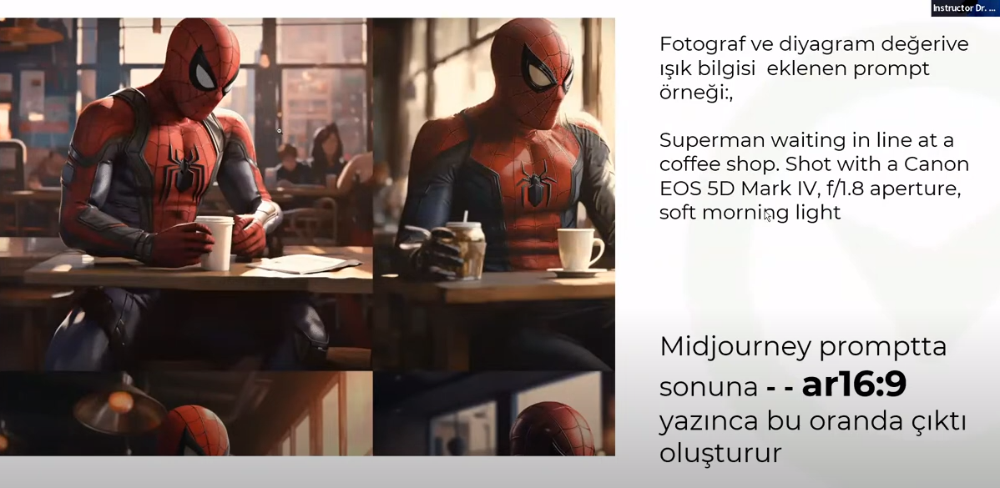 Instructor Dr. ...
Fotograf ve diyagram değerive
ışık bilgisi  eklenen prompt
örneği:,
Superman waiting in line at a
coffee shop. Shot with a Canon
EOS 5D Mark IV, f/1.8 aperture,
soft morning light
Midjourney promptta
sonuna - - ar16:9
yazınca bu oranda çıktı
oluşturur